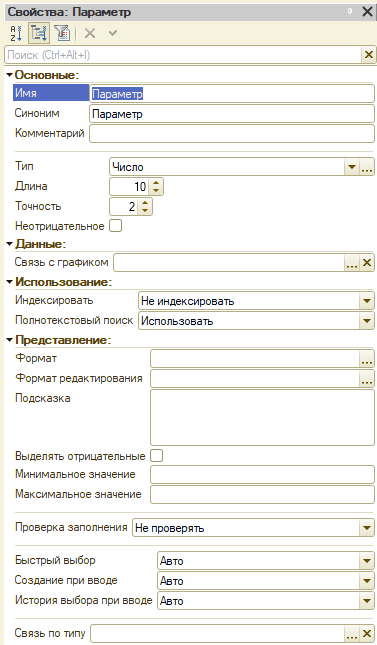 Свойства: Параметр
Поиск (Ctrl+Alt+I)
Основные:
Имя Параметр
Синоним Параметр
Комментарий
Тип Число ...
Длина 10
Точность 2
Неотрицательное
Данные:
Связь с графиком ...
Использование:
Индексировать Не индексировать
Полнотекстовый поиск Использовать
Представление:
Формат ...
Формат редактирования ...
Подсказка
Выделять отрицательные
Минимальное значение
Максимальное значение
Проверка заполнения Не проверять
Быстрый выбор Авто
Создание при вводе Авто
История выбора при вводе Авто
Связь по типу ...